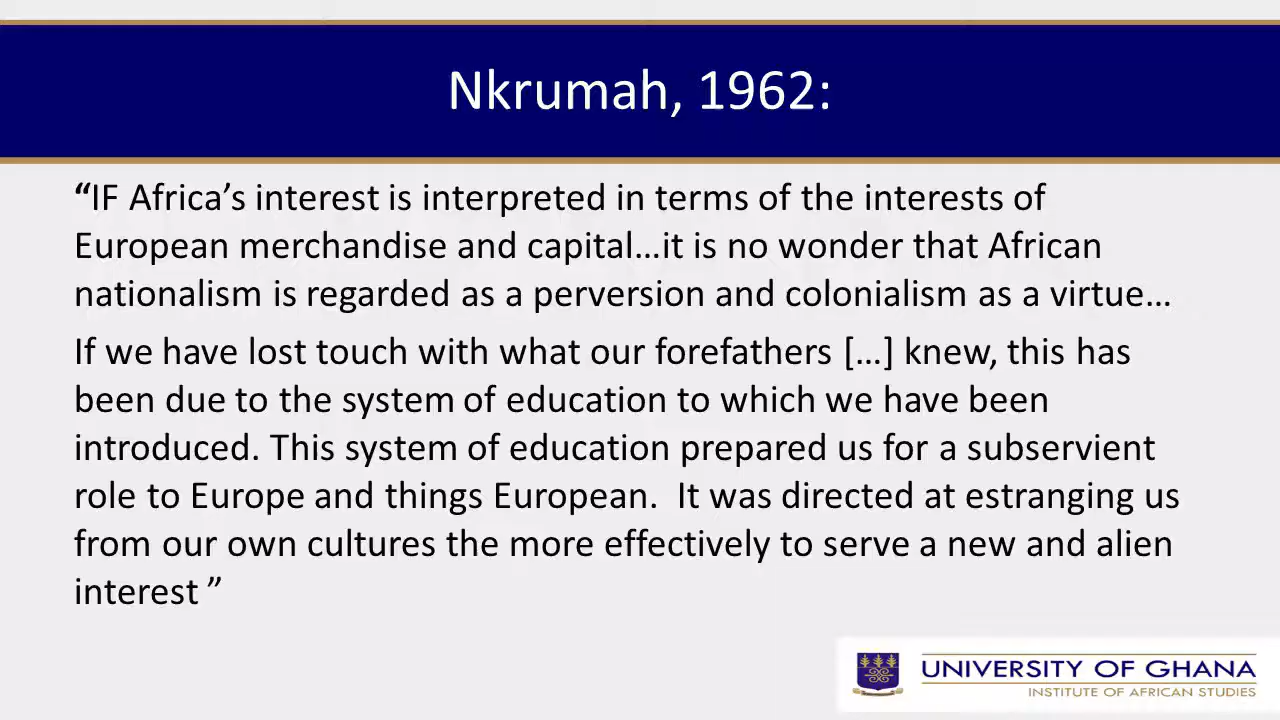 Nkrumah, 1962:
“IF Africa’s interest is interpreted in terms of the interests of
European merchandise and capital…it is no wonder that African
nationalism is regarded as a perversion and colonialism as a virtue…
If we have lost touch with what our forefathers […] knew, this has
been due to the system of education to which we have been
introduced. This system of education prepared us for a subservient
role to Europe and things European.  It was directed at estranging us
from our own cultures the more effectively to serve a new and alien
interest ”
UNIVERSITY OF GHANA
INSTITUTE OF AFRICAN STUDIES